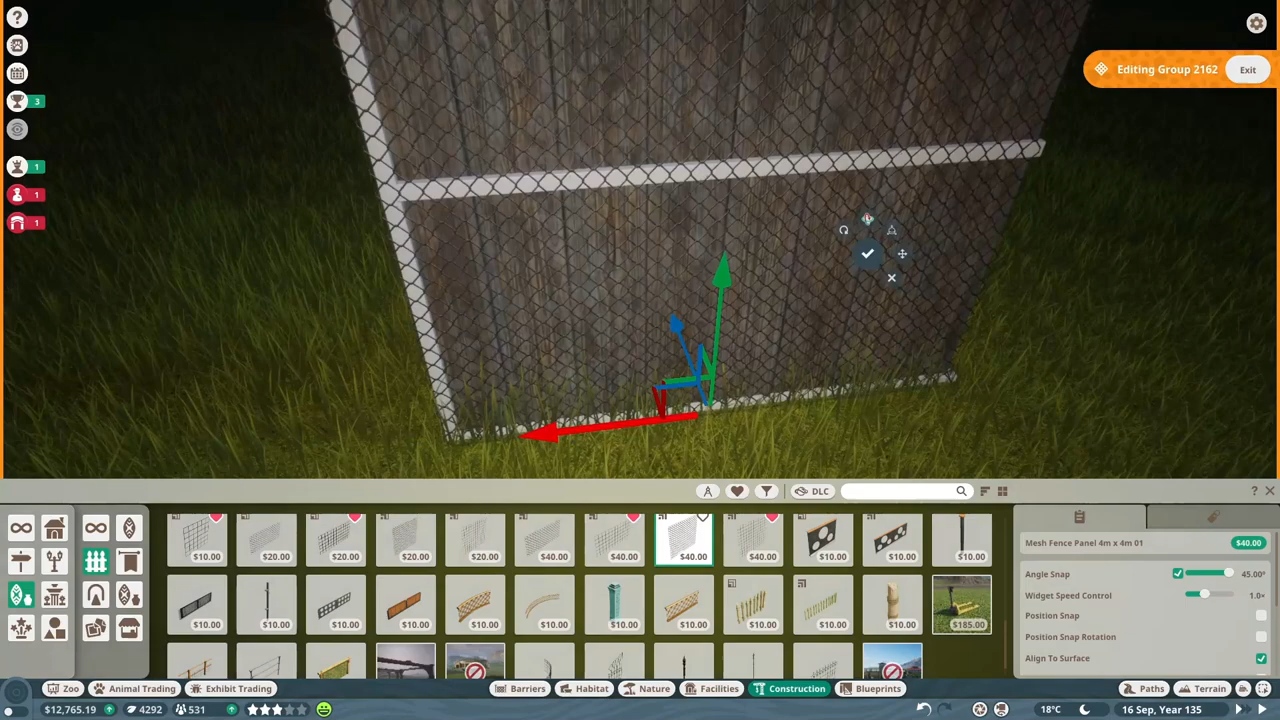 ?
Editing Group 2162
Exit
3
1
1
1
DLC
?
$10.00
$20.00
$20.00
$20.00
$20.00
$40.00
$40.00
$40.00
$40.00
$10.00
$10.00
$10.00
Mesh Fence Panel 4m x 4m 01
$40.00
Angle Snap
45.00°
$10.00
$10.00
$10.00
$10.00
$10.00
$10.00
$10.00
$10.00
$10.00
$10.00
$10.00
$185.00
Widget Speed Control
1.0×
Position Snap
Position Snap Rotation
Align To Surface
Zoo
Animal Trading
Exhibit Trading
Barriers
Habitat
Nature
Facilities
Construction
Blueprints
Paths
Terrain
$12,765.19
4292
531
18°C
16 Sep, Year 135